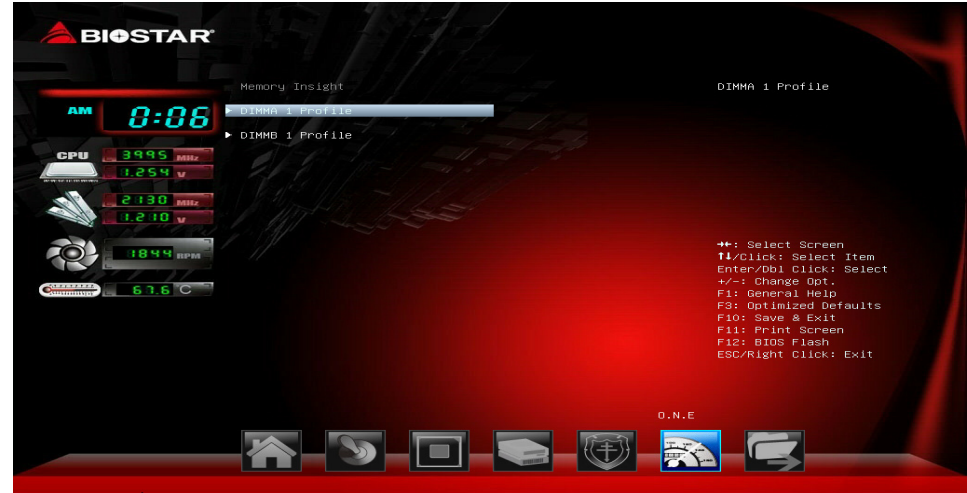 BIOSTAR®
Memory Insight
DIMMA 1 Profile
AM 0:06
▶ DIMMA 1 Profile
▶ DIMMB 1 Profile
CPU 3995 MHz
1.254 V
2130 MHz
1.210 V
1844 RPM
67.6 C
→←: Select Screen
↑↓/Click: Select Item
Enter/Dbl Click: Select
+/-: Change Opt.
F1: General Help
F3: Optimized Defaults
F10: Save & Exit
F11: Print Screen
F12: BIOS Flash
ESC/Right Click: Exit
O.N.E